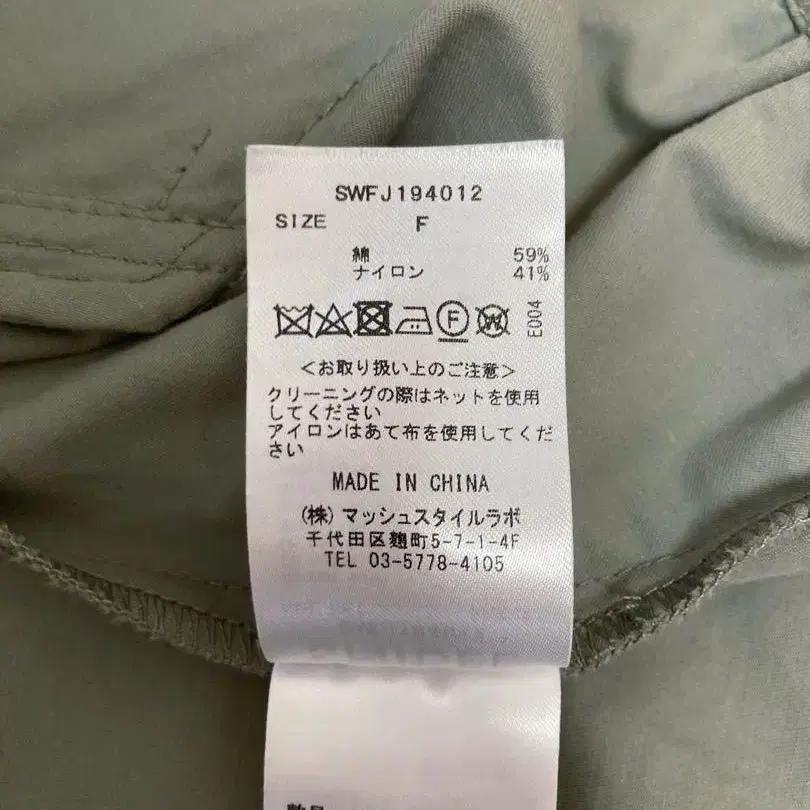 SWFJ194012
SIZE F
綿 59%
ナイロン 41%
F W E004
<お取り扱い上のご注意>
クリーニングの際はネットを使用
してください
アイロンはあて布を使用してくだ
さい
MADE IN CHINA
(株)マッシュスタイルラボ
千代田区麹町5-7-1-4F
TEL 03-5778-4105